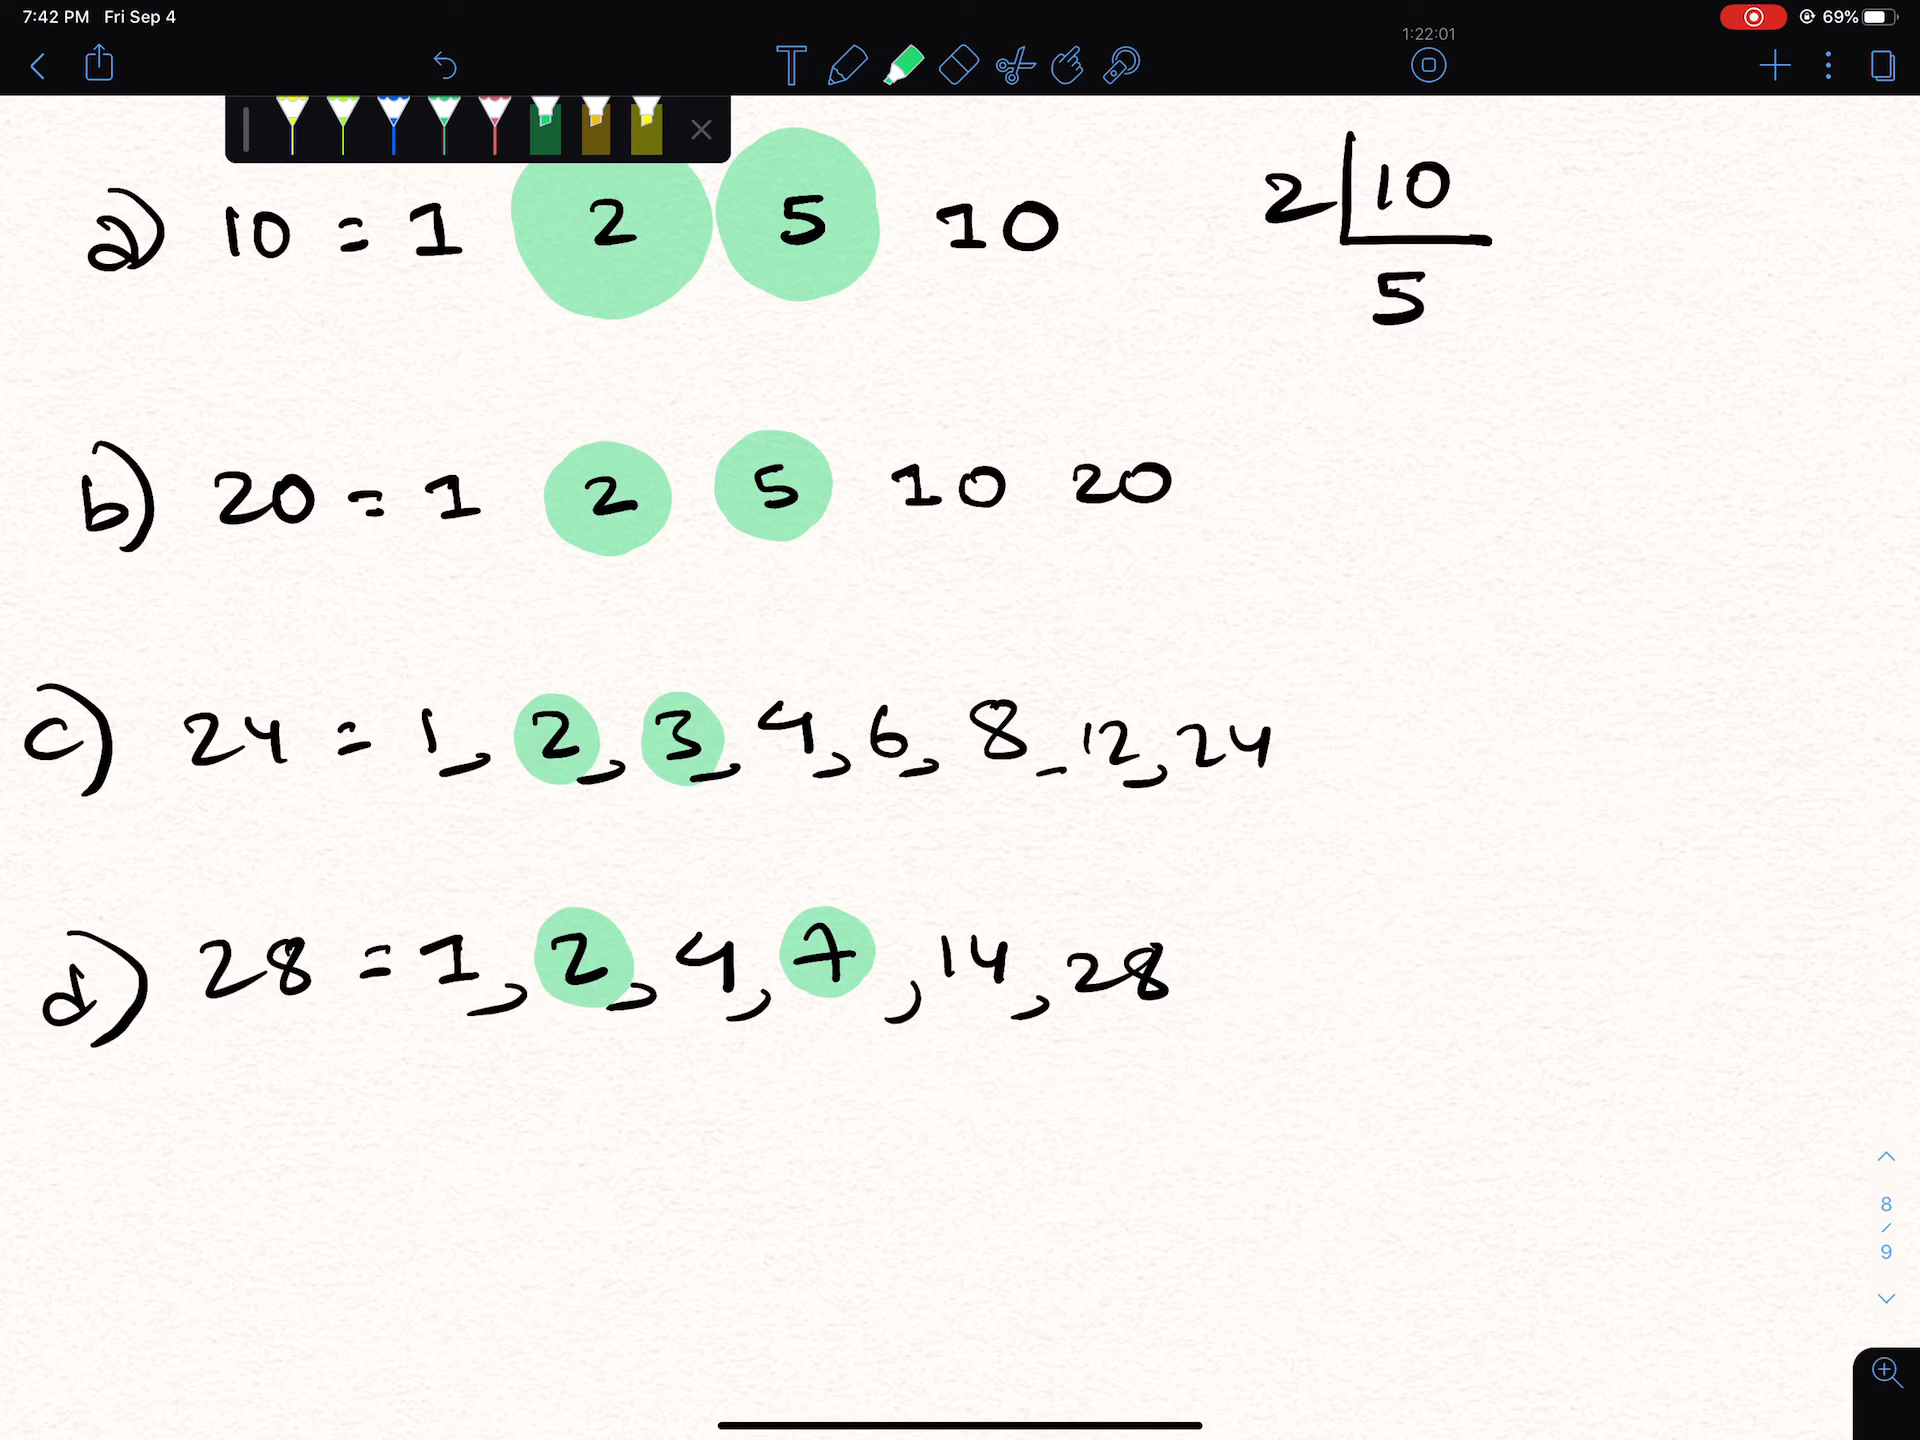 7:42 PM Fri Sep 4
69%
1:22:01
a) 10 = 1 2 5 10
2 10
5
b) 20 = 1 2 5 10 20
c) 24 = 1, 2, 3, 4, 6, 8, 12, 24
d) 28 = 1, 2, 4, 7, 14, 28
8
/
9